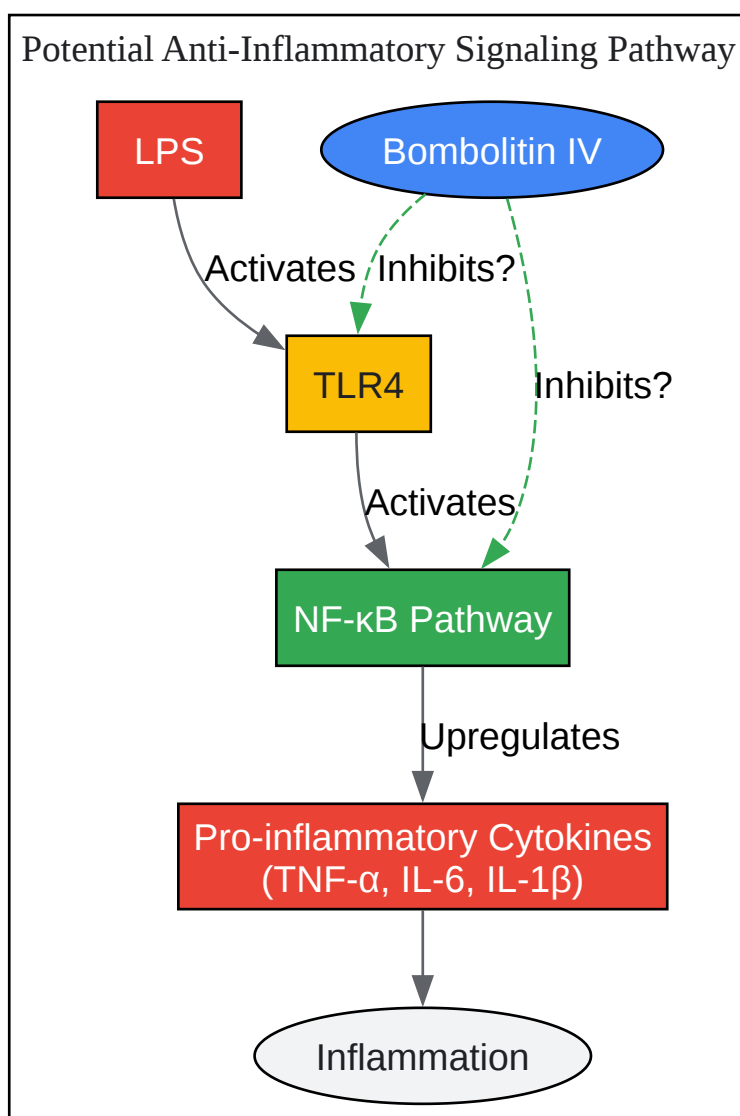 Potential Anti-Inflammatory Signaling Pathway
LPS
Bombolitin IV
Activates
Inhibits?
TLR4
Inhibits?
Activates
NF-κB Pathway
Upregulates
Pro-inflammatory Cytokines
(TNF-α, IL-6, IL-1β)
Inflammation